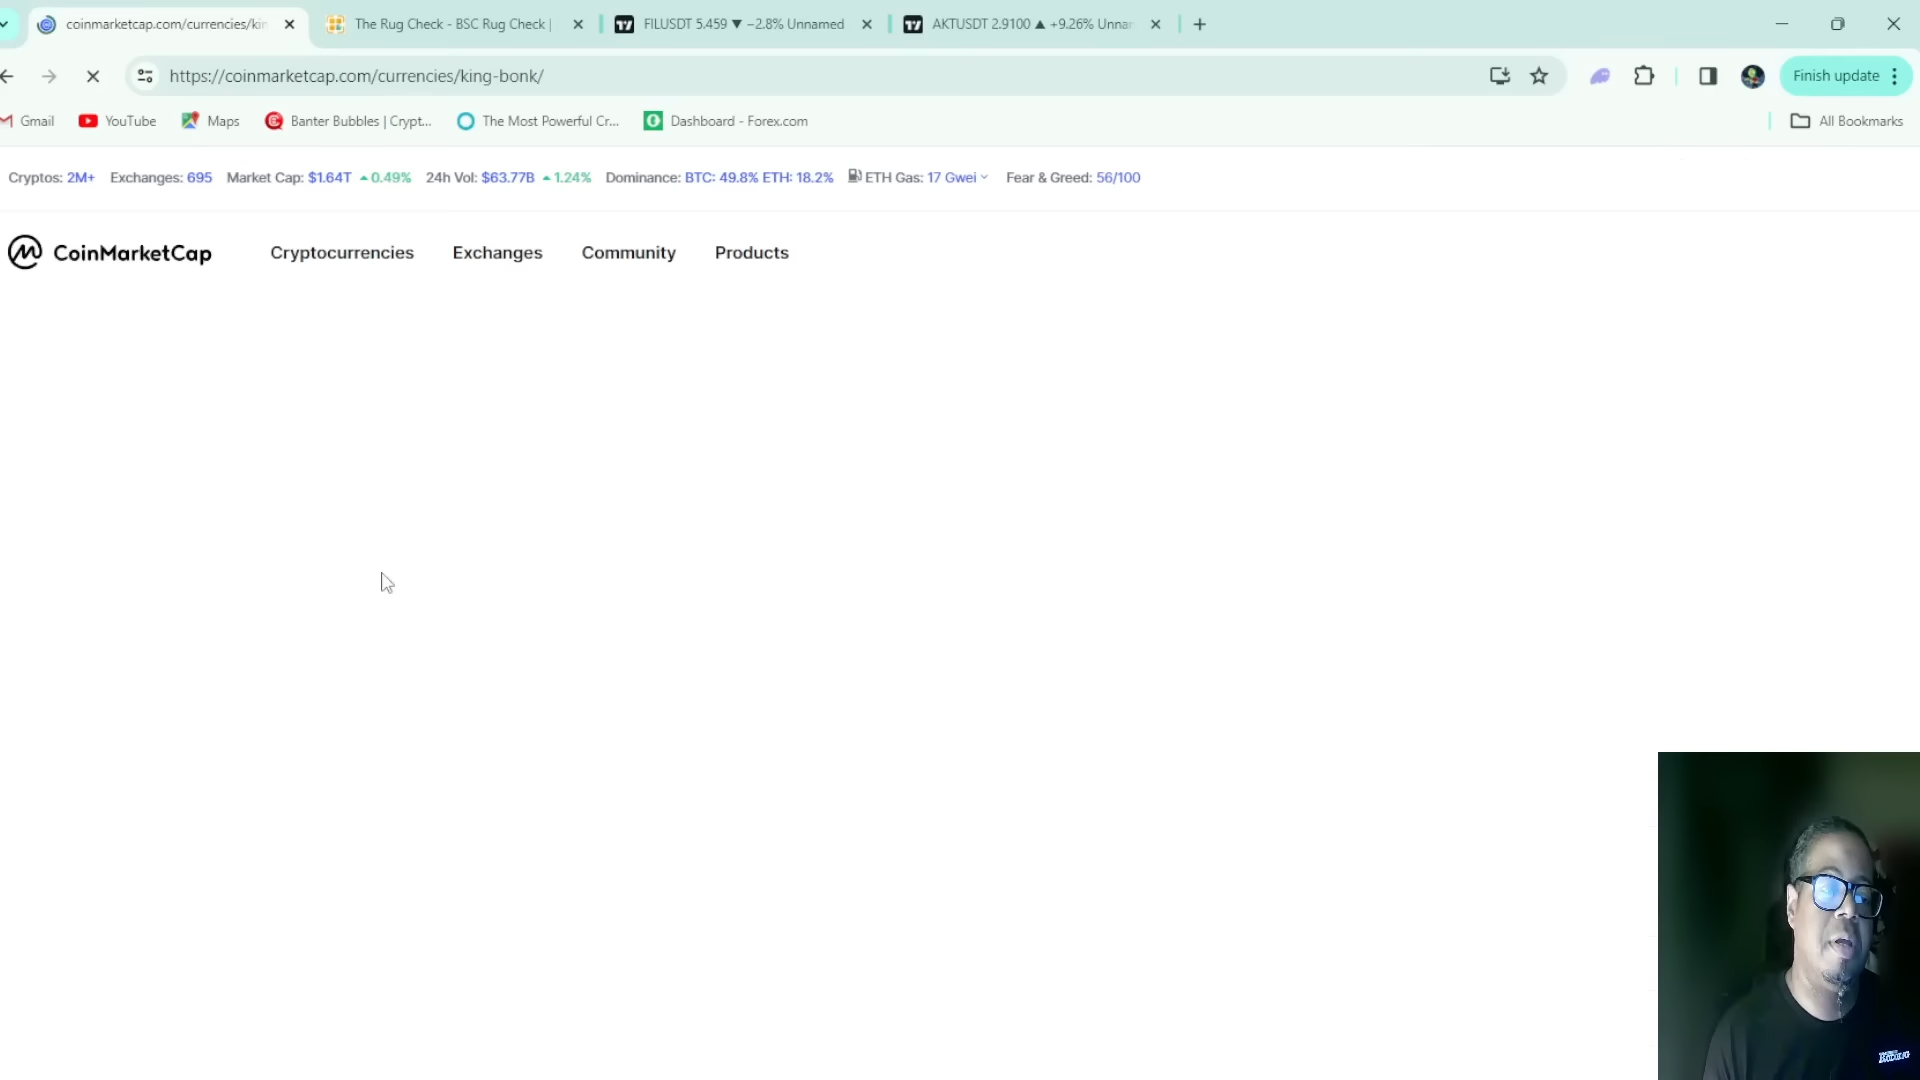 coinmarketcap.com/currencies/kin
The Rug Check - BSC Rug Check |
FILUSDT 5.459 ▼ −2.8% Unnamed
AKTUSDT 2.9100 ▲ +9.26% Unnar
https://coinmarketcap.com/currencies/king-bonk/
Finish update
Gmail
YouTube
Maps
Banter Bubbles | Crypt...
The Most Powerful Cr...
Dashboard - Forex.com
All Bookmarks
Cryptos: 2M+ Exchanges: 695 Market Cap: $1.64T 0.49% 24h Vol: $63.77B 1.24% Dominance: BTC: 49.8% ETH: 18.2% ETH Gas: 17 Gwei Fear & Greed: 56/100
CoinMarketCap Cryptocurrencies Exchanges Community Products